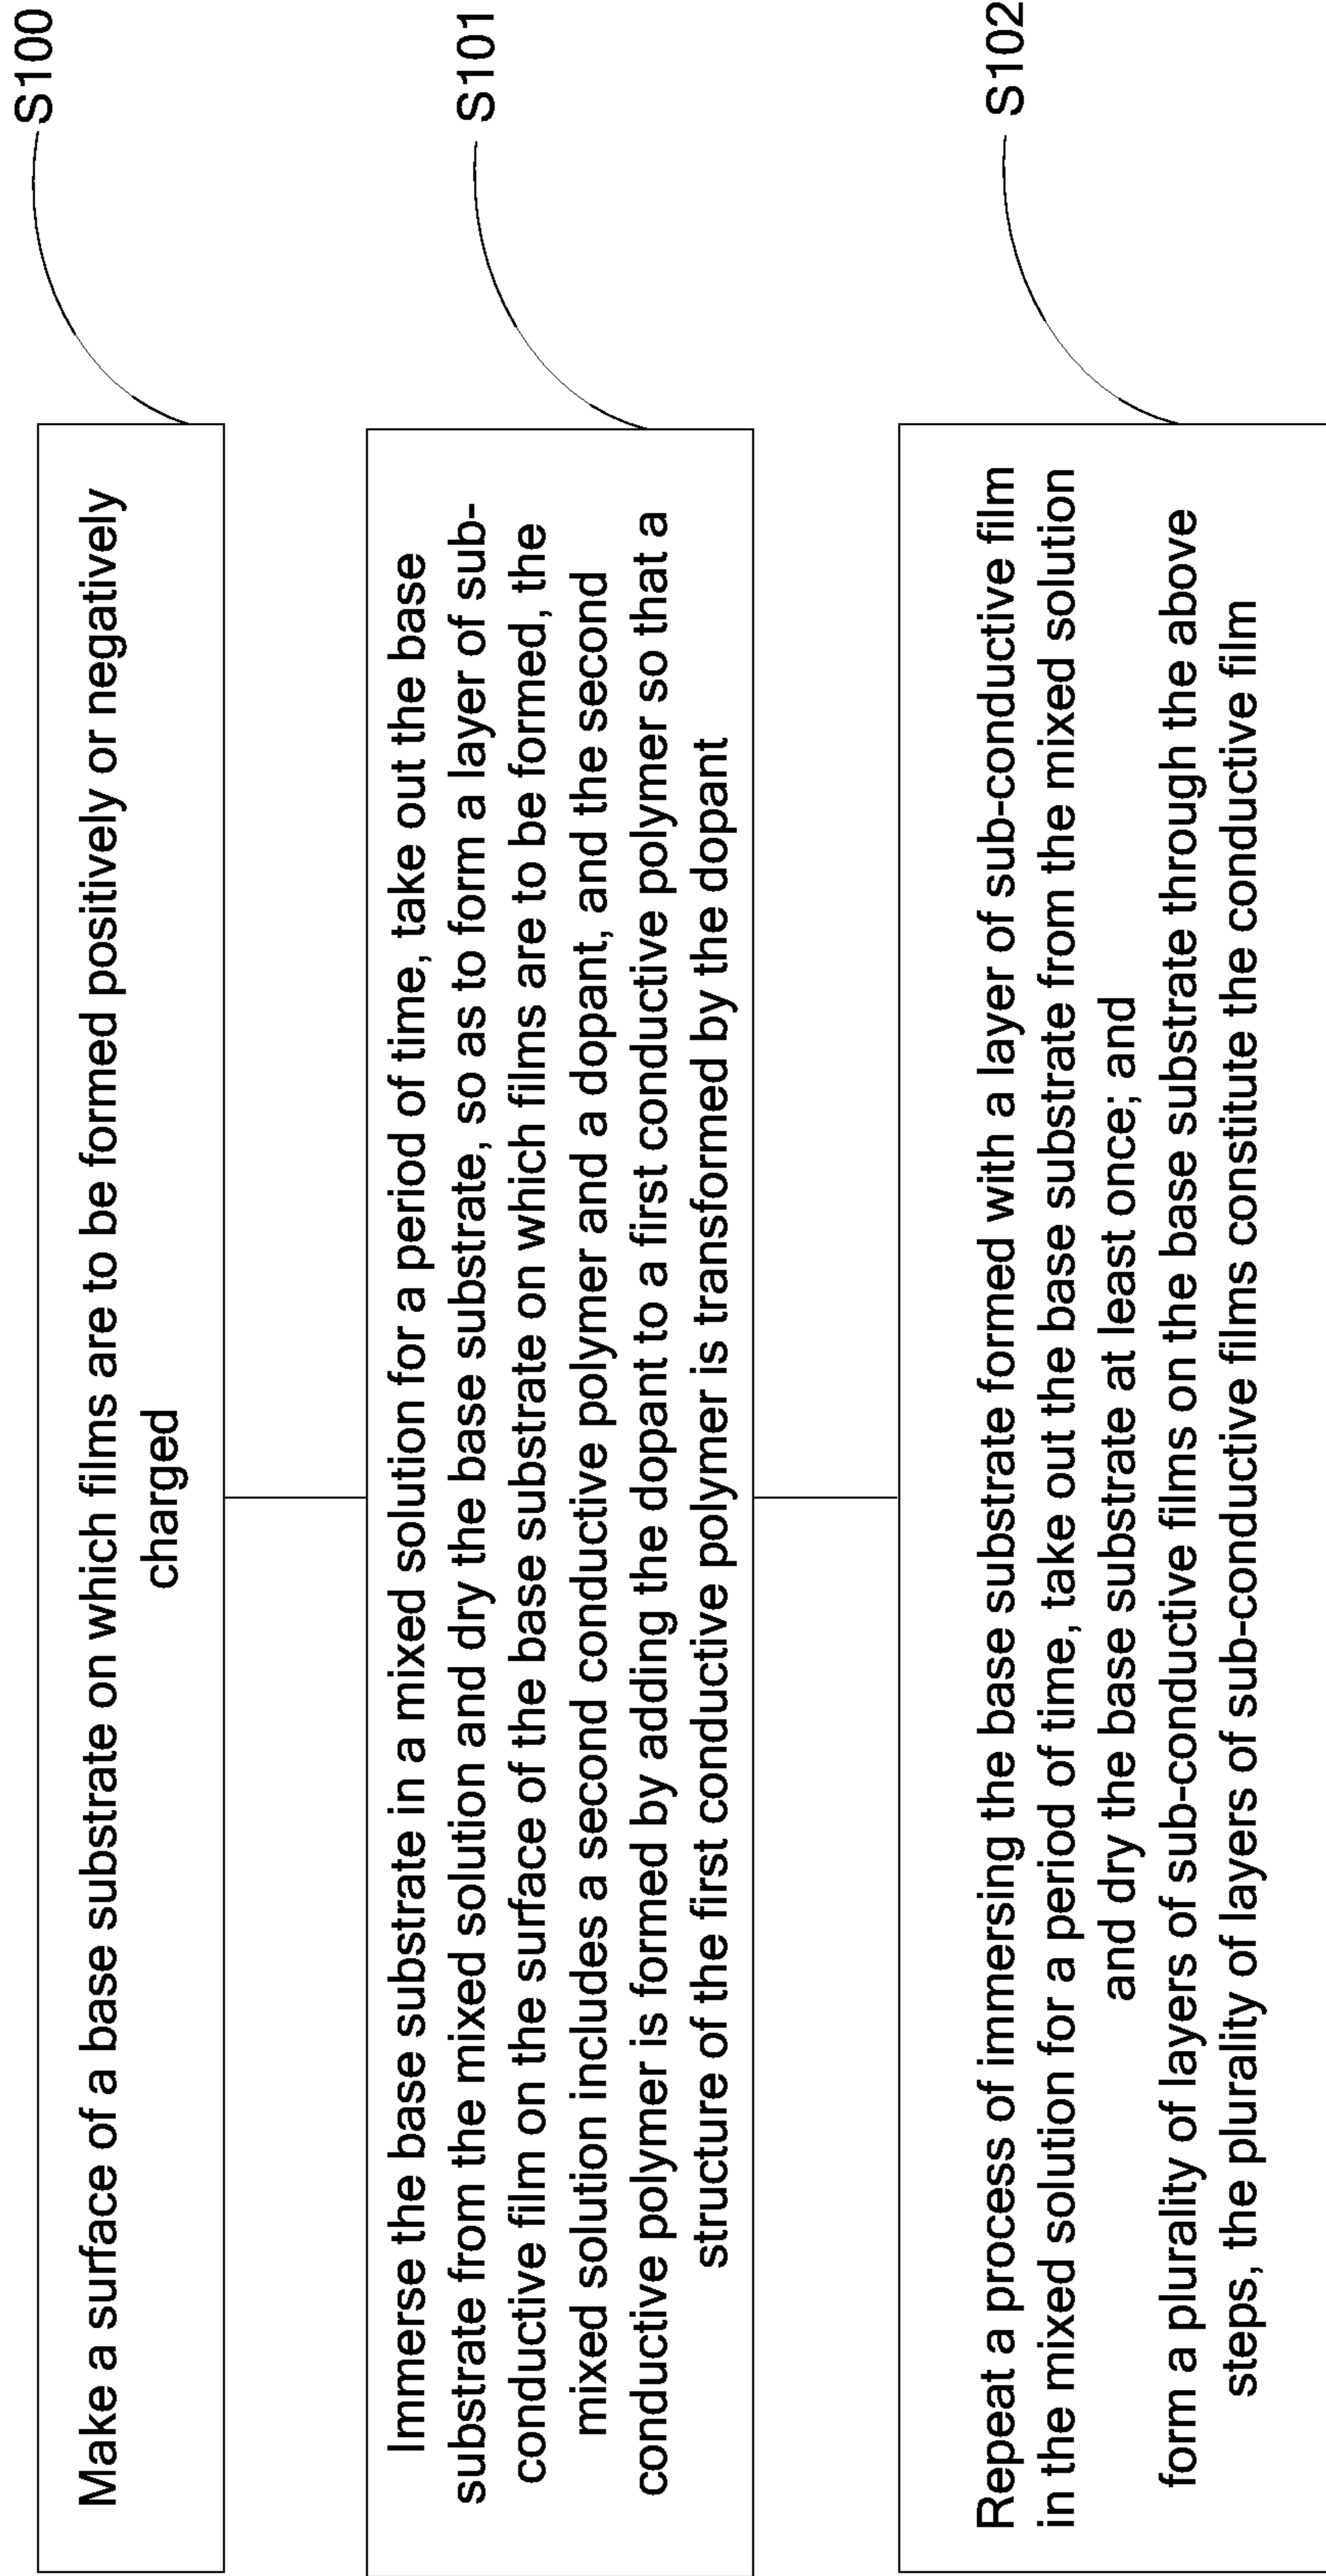 Make a surface of a base substrate on which films are to be formed positively or negatively
charged
S100
Immerse the base substrate in a mixed solution for a period of time, take out the base
substrate from the mixed solution and dry the base substrate, so as to form a layer of sub-
conductive film on the surface of the base substrate on which films are to be formed, the
mixed solution includes a second conductive polymer and a dopant, and the second
conductive polymer is formed by adding the dopant to a first conductive polymer so that a
structure of the first conductive polymer is transformed by the dopant
S101
Repeat a process of immersing the base substrate formed with a layer of sub-conductive film
in the mixed solution for a period of time, take out the base substrate from the mixed solution
and dry the base substrate at least once; and
form a plurality of layers of sub-conductive films on the base substrate through the above
steps, the plurality of layers of sub-conductive films constitute the conductive film
S102